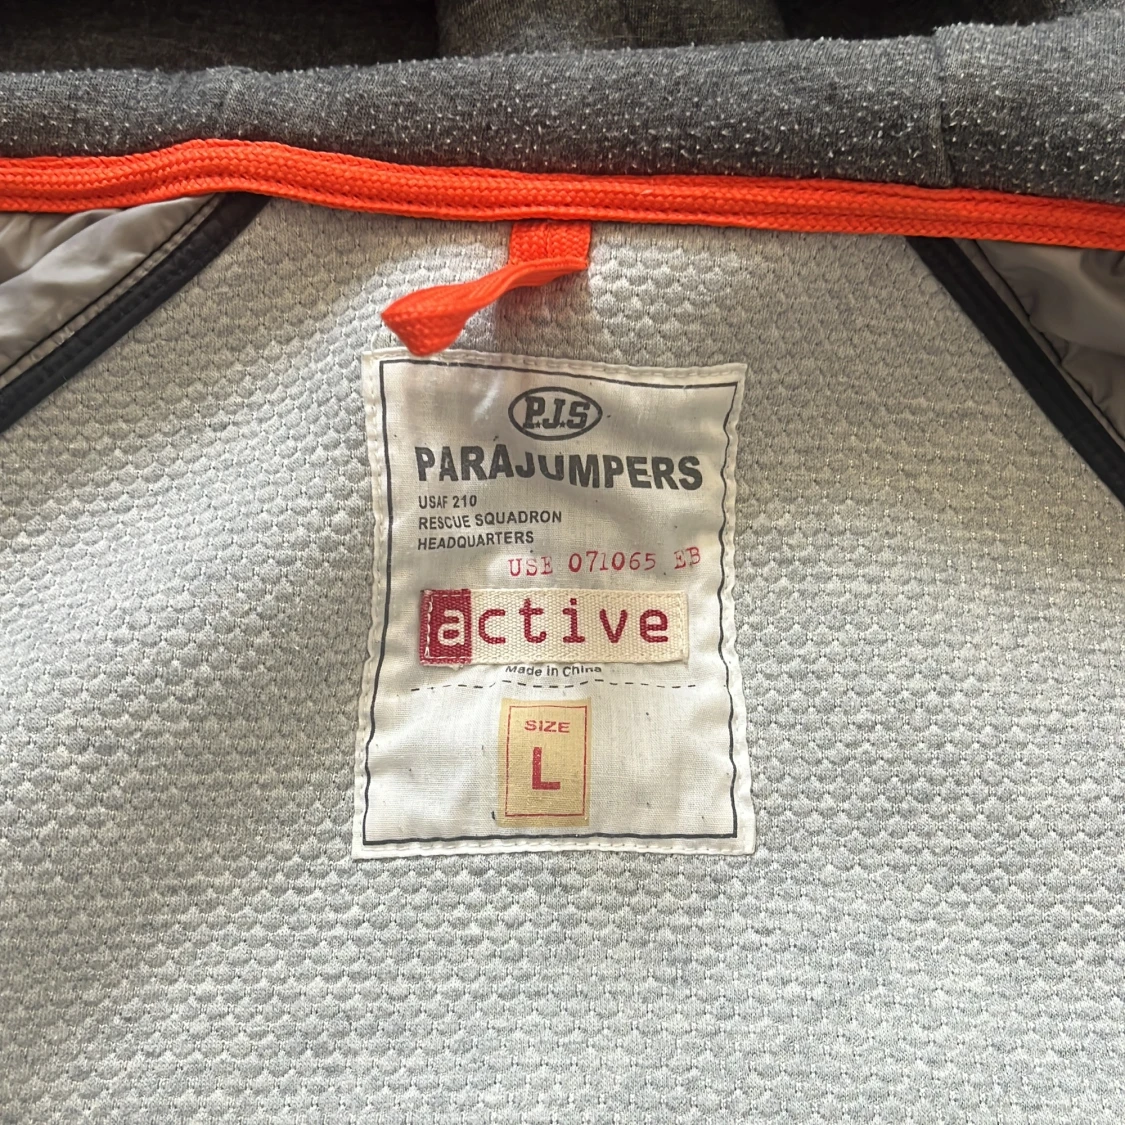 P.J.S
PARAJUMPERS
USAF 210
RESCUE SQUADRON
HEADQUARTERS
USE 071065 EB
active
Made in China
SIZE
L